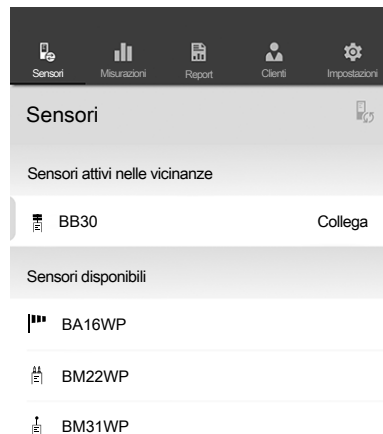 Sensori Misurazioni Report Clienti Impostazioni
Sensori
Sensori attivi nelle vicinanze
BB30 Collega
Sensori disponibili
BA16WP
BM22WP
BM31WP